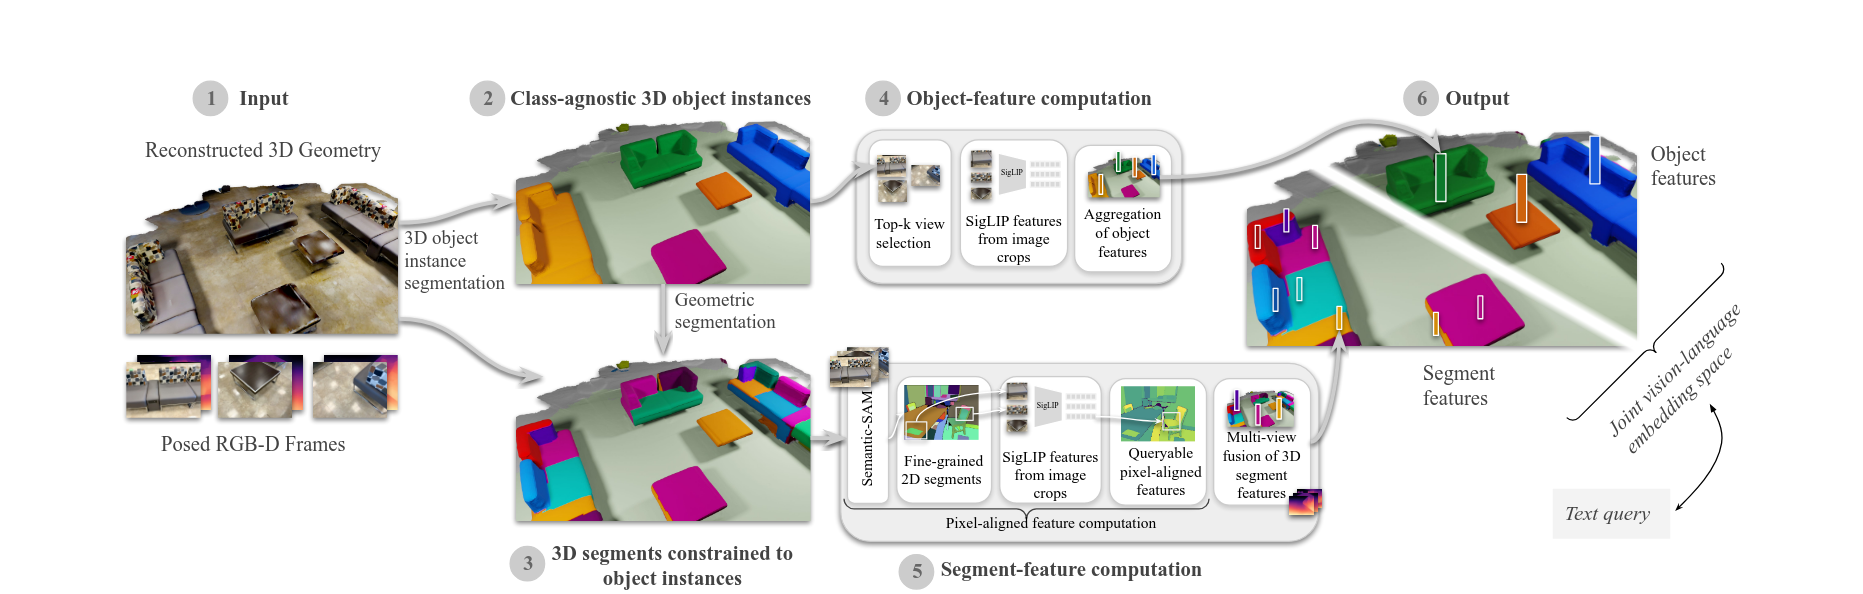 1 Input
Reconstructed 3D Geometry
Posed RGB-D Frames
3D object
instance
segmentation
2 Class-agnostic 3D object instances
Geometric
segmentation
3 3D segments constrained to
object instances
4 Object-feature computation
Top-k view
selection
SigLIP
SigLIP features
from image
crops
Aggregation
of object
features
Semantic-SAM
Fine-grained
2D segments
SigLIP
SigLIP features
from image
crops
Queryable
pixel-aligned
features
Multi-view
fusion of 3D
segment
features
Pixel-aligned feature computation
5 Segment-feature computation
6 Output
Object
features
Segment
features
Joint vision-language
embedding space
Text query